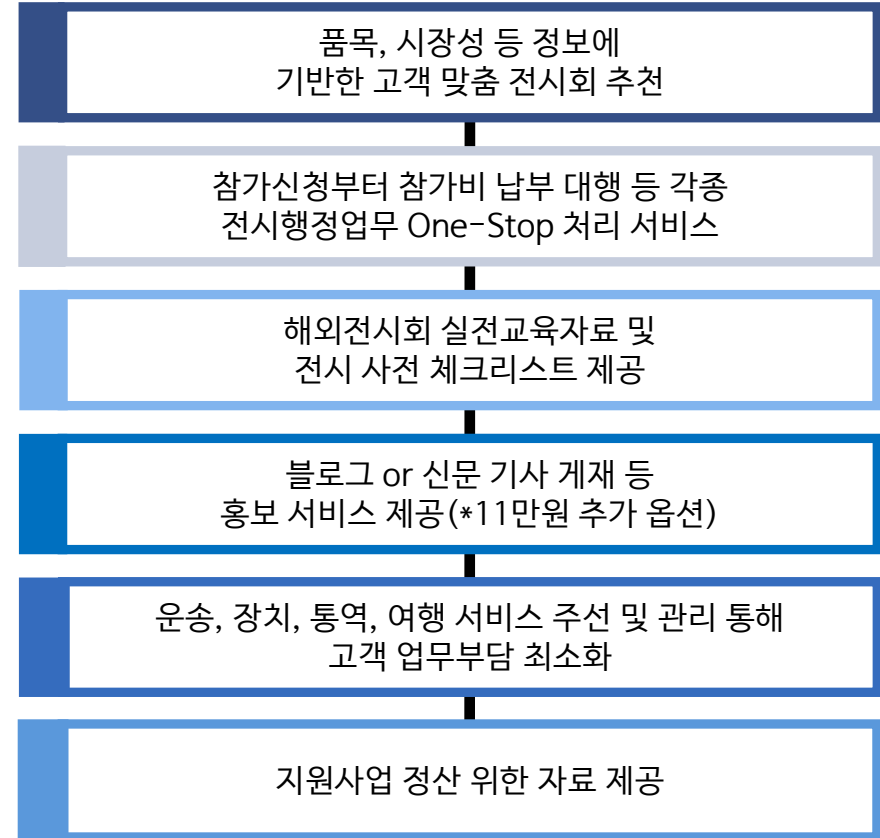 품목, 시장성 등 정보에
기반한 고객 맞춤 전시회 추천
참가신청부터 참가비 납부 대행 등 각종
전시행정업무 One-Stop 처리 서비스
해외전시회 실전교육자료 및
전시 사전 체크리스트 제공
블로그 or 신문 기사 게재 등
홍보 서비스 제공(*11만원 추가 옵션)
운송, 장치, 통역, 여행 서비스 주선 및 관리 통해
고객 업무부담 최소화
지원사업 정산 위한 자료 제공